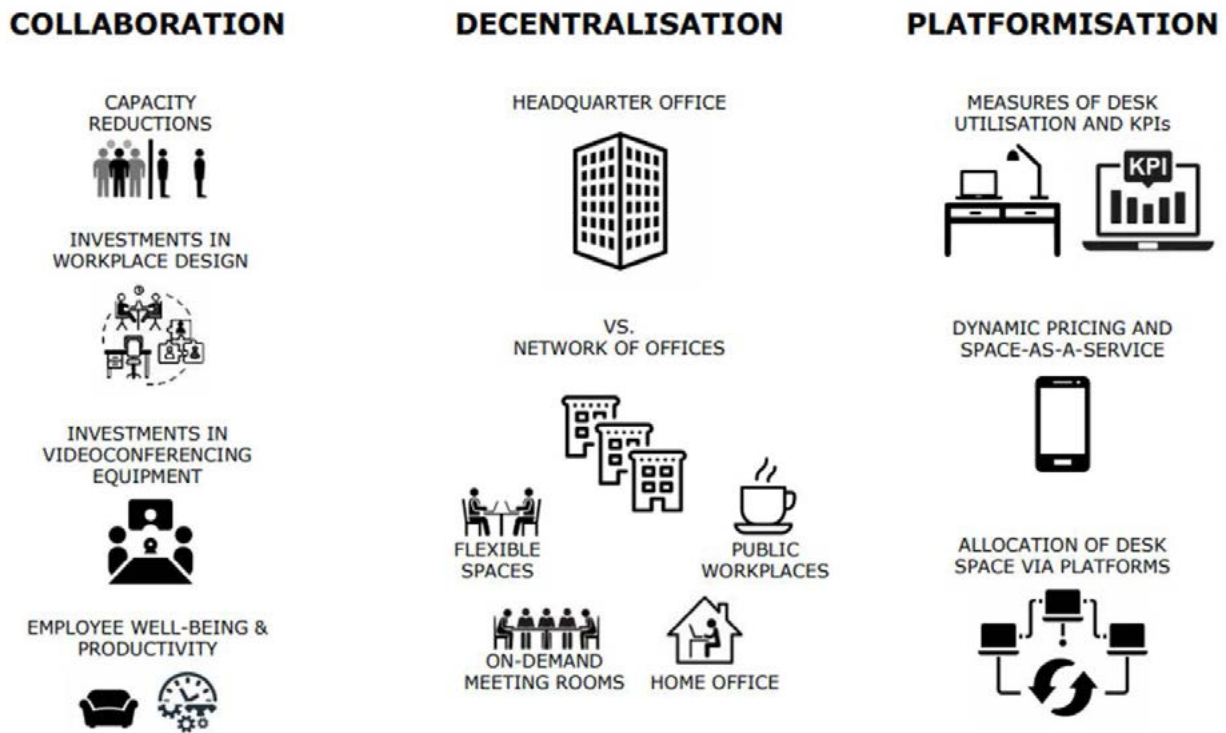 COLLABORATION
CAPACITY
REDUCTIONS
INVESTMENTS IN
WORKPLACE DESIGN
INVESTMENTS IN
VIDEOCONFERENCING
EQUIPMENT
EMPLOYEE WELL-BEING &
PRODUCTIVITY
DECENTRALISATION
HEADQUARTER OFFICE
VS.
NETWORK OF OFFICES
FLEXIBLE
SPACES
PUBLIC
WORKPLACES
ON-DEMAND
MEETING ROOMS
HOME OFFICE
PLATFORMISATION
MEASURES OF DESK
UTILISATION AND KPIs
KPI
DYNAMIC PRICING AND
SPACE-AS-A-SERVICE
ALLOCATION OF DESK
SPACE VIA PLATFORMS